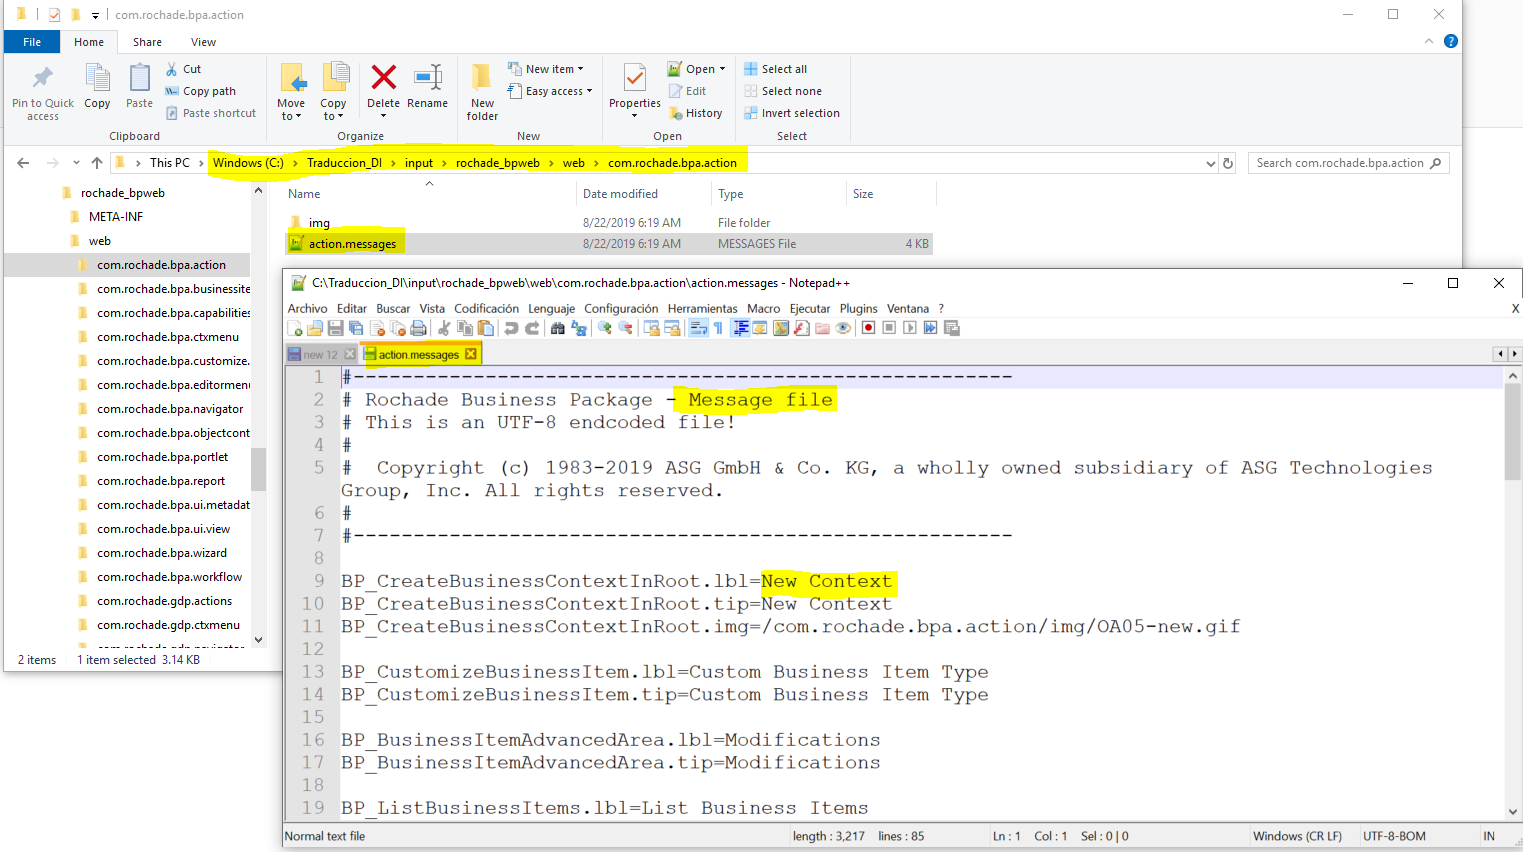 com.rochade.bpa.action
File Home Share View
Pin to Quick access
Copy
Paste
Cut
Copy path
Paste shortcut
Clipboard
Move to
Copy to
Delete
Rename
Organize
New folder
New item
Easy access
New
Properties
Open
Edit
History
Open
Select all
Select none
Invert selection
Select
This PC > Windows (C:) > Traduccion_DI > input > rochade_bpweb > web > com.rochade.bpa.action
Search com.rochade.bpa.action
rochade_bpweb
META-INF
web
com.rochade.bpa.action
com.rochade.bpa.businessite
com.rochade.bpa.capabilities
com.rochade.bpa.ctxmenu
com.rochade.bpa.customize.
com.rochade.bpa.editormenu
com.rochade.bpa.navigator
com.rochade.bpa.objectcont
com.rochade.bpa.portlet
com.rochade.bpa.report
com.rochade.bpa.ui.metadat
com.rochade.bpa.ui.view
com.rochade.bpa.wizard
com.rochade.bpa.workflow
com.rochade.gdp.actions
com.rochade.gdp.ctxmenu
com.rochade.gdp.navigator
Name Date modified Type Size
img 8/22/2019 6:19 AM File folder
action.messages 8/22/2019 6:19 AM MESSAGES File 4 KB
2 items 1 item selected 3.14 KB
C:\Traduccion_DI\input\rochade_bpweb\web\com.rochade.bpa.action\action.messages - Notepad++
Archivo Editar Buscar Vista Codificación Lenguaje Configuración Herramientas Macro Ejecutar Plugins Ventana ? X
new 12 action.messages
1 #-------------------------------------------------------
2 # Rochade Business Package - Message file
3 # This is an UTF-8 endcoded file!
4 #
5 #  Copyright (c) 1983-2019 ASG GmbH & Co. KG, a wholly owned subsidiary of ASG Technologies
Group, Inc. All rights reserved.
6 #
7 #-------------------------------------------------------
8
9 BP_CreateBusinessContextInRoot.lbl=New Context
10 BP_CreateBusinessContextInRoot.tip=New Context
11 BP_CreateBusinessContextInRoot.img=/com.rochade.bpa.action/img/OA05-new.gif
12
13 BP_CustomizeBusinessItem.lbl=Custom Business Item Type
14 BP_CustomizeBusinessItem.tip=Custom Business Item Type
15
16 BP_BusinessItemAdvancedArea.lbl=Modifications
17 BP_BusinessItemAdvancedArea.tip=Modifications
18
19 BP_ListBusinessItems.lbl=List Business Items
Normal text file length : 3,217 lines : 85 Ln : 1 Col : 1 Sel : 0 | 0 Windows (CR LF) UTF-8-BOM IN